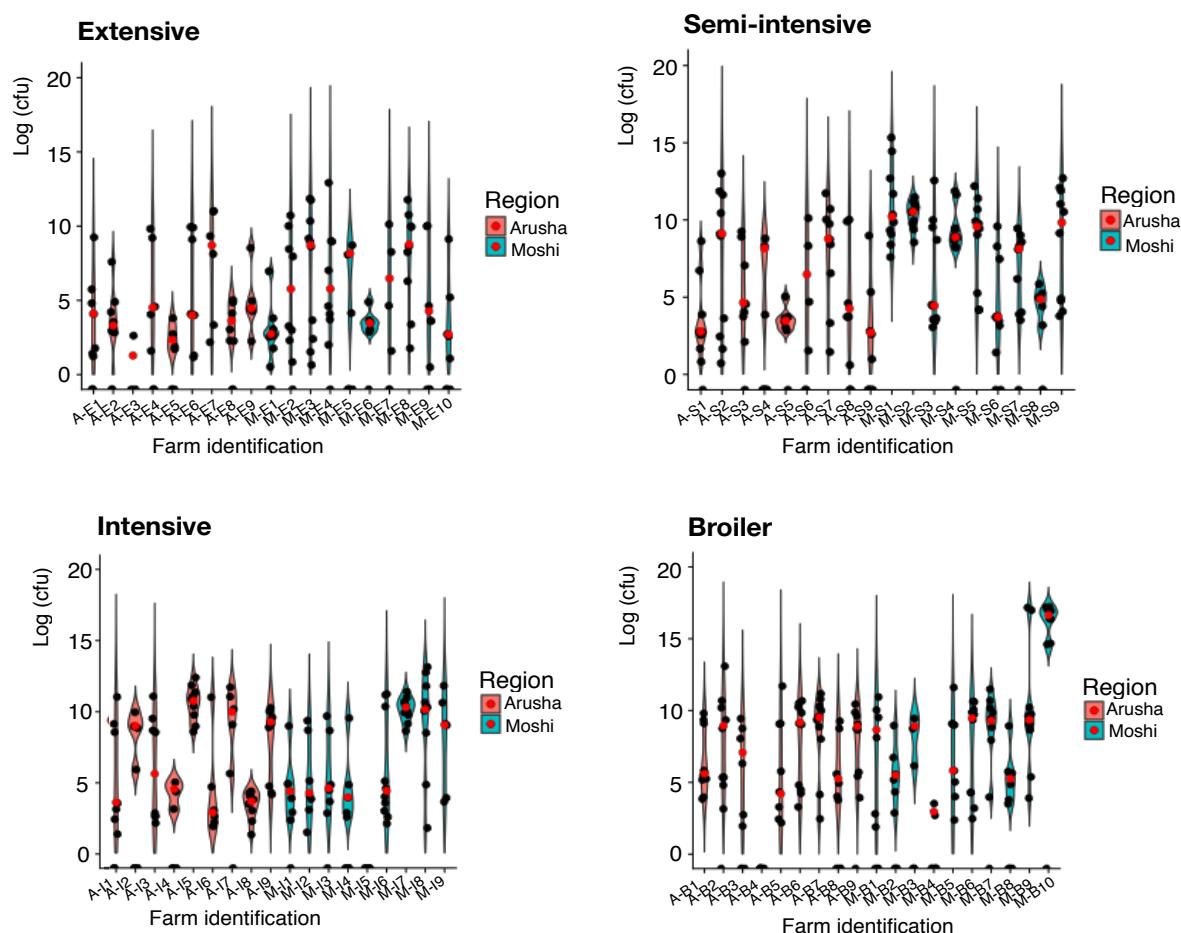 Extensive
Log (cfu)
20
15
10
5
0
A-E1
A-E2
A-E3
A-E4
A-E5
A-E6
A-E7
A-E8
A-E9
M-E1
M-E2
M-E3
M-E4
M-E5
M-E6
M-E7
M-E8
M-E9
M-E10
Farm identification
Region
Arusha
Moshi
Semi-intensive
Log (cfu)
20
15
10
5
0
A-S1
A-S2
A-S3
A-S4
A-S5
A-S6
A-S7
A-S8
A-S9
M-S1
M-S2
M-S3
M-S4
M-S5
M-S6
M-S7
M-S8
M-S9
Farm identification
Region
Arusha
Moshi
Intensive
Log (cfu)
20
15
10
5
0
A-I1
A-I2
A-I3
A-I4
A-I5
A-I6
A-I7
A-I8
A-I9
M-I1
M-I2
M-I3
M-I4
M-I5
M-I6
M-I7
M-I8
M-I9
Farm identification
Region
Arusha
Moshi
Broiler
Log (cfu)
20
15
10
5
0
A-B1
A-B2
A-B3
A-B4
A-B5
A-B6
A-B7
A-B8
A-B9
M-B1
M-B2
M-B3
M-B4
M-B5
M-B6
M-B7
M-B8
M-B9
M-B10
Farm identification
Region
Arusha
Moshi